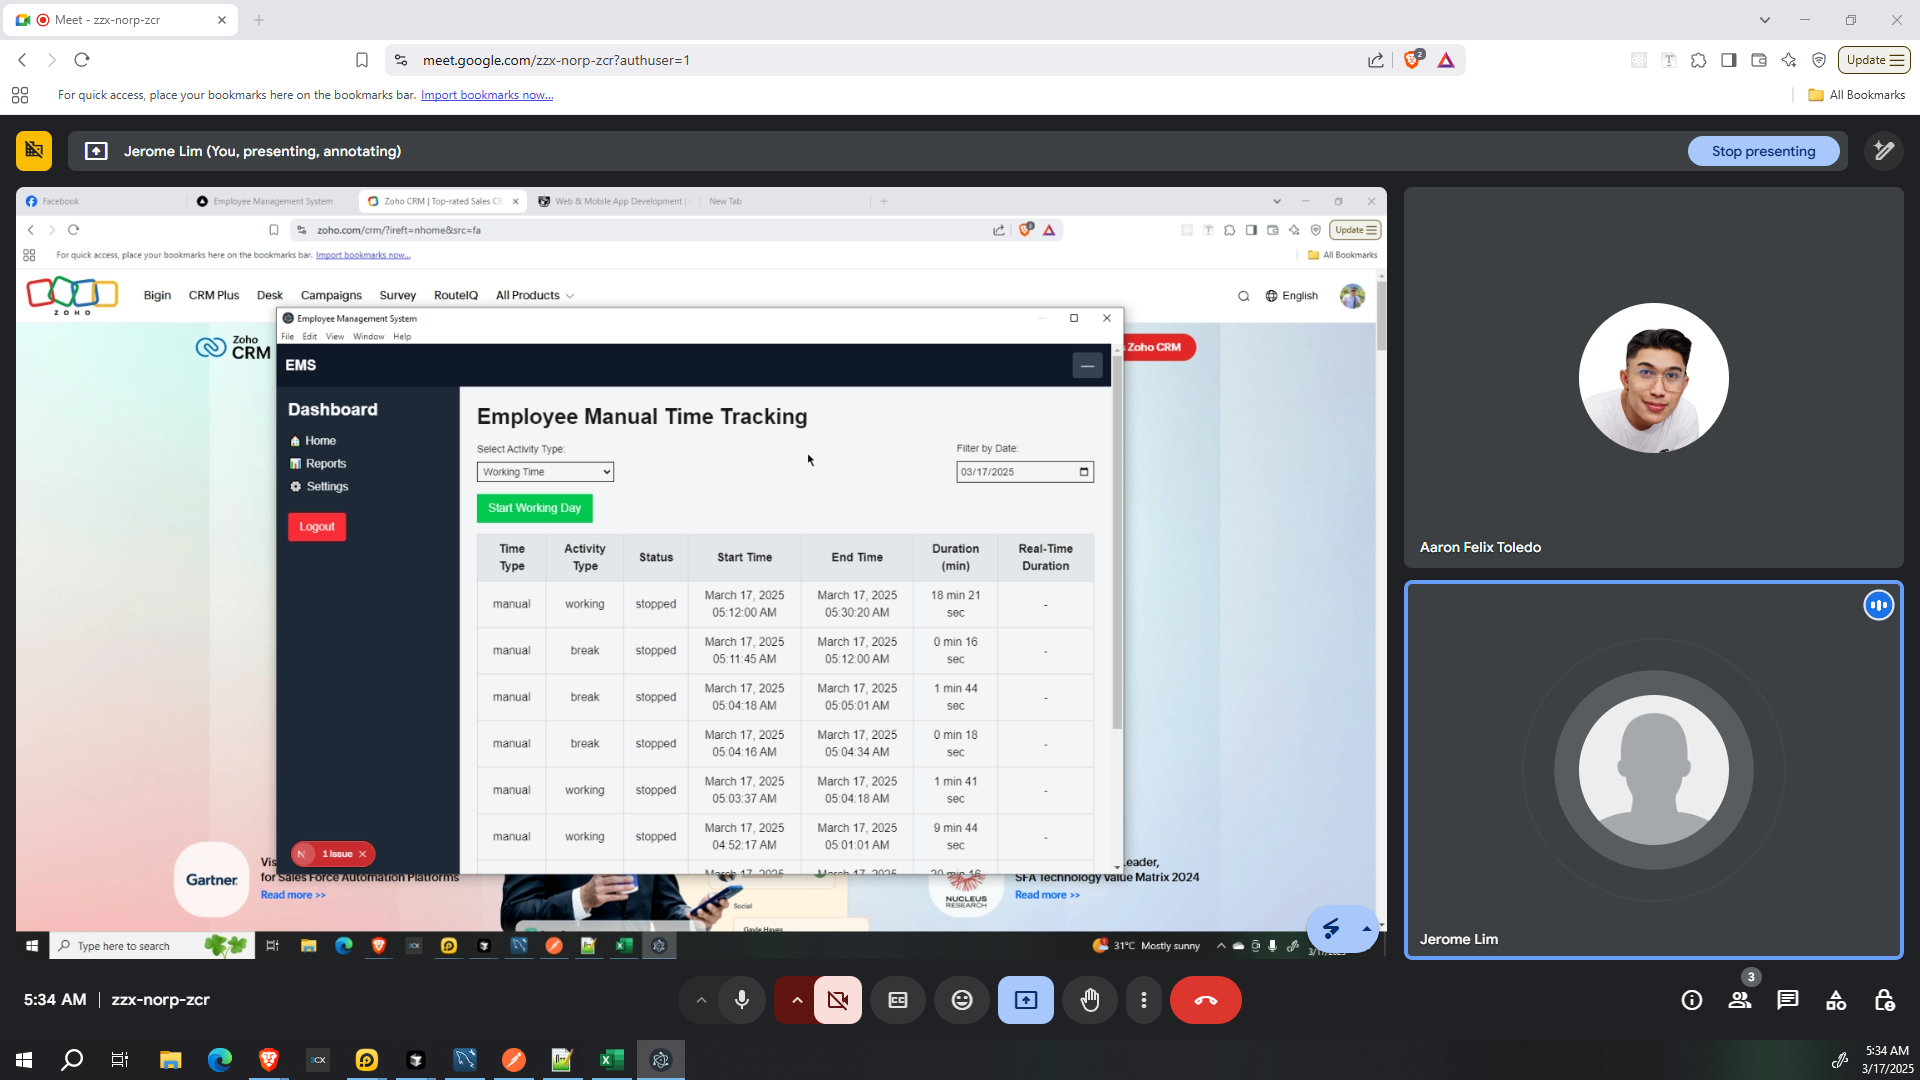 Meet - zzx-norp-zcr
meet.google.com/zzx-norp-zcr?authuser=1
2
Update
For quick access, place your bookmarks here on the bookmarks bar. Import bookmarks now...
All Bookmarks
Jerome Lim (You, presenting, annotating)
Stop presenting
Facebook
Employee Management System
Zoho CRM | Top-rated Sales CR
Web & Mobile App Development |
New Tab
zoho.com/crm/?ireft=nhome&src=fa
Update
For quick access, place your bookmarks here on the bookmarks bar. Import bookmarks now...
All Bookmarks
ZOHO
Bigin
CRM Plus
Desk
Campaigns
Survey
RouteIQ
All Products
English
Zoho
CRM
Zoho CRM
Employee Management System
File Edit View Window Help
EMS
Dashboard
Home
Reports
Settings
Logout
Employee Manual Time Tracking
Select Activity Type:
Working Time
Filter by Date:
03/17/2025
Start Working Day
Time Type Activity Type Status Start Time End Time Duration (min) Real-Time Duration
manual working stopped March 17, 2025 05:12:00 AM March 17, 2025 05:30:20 AM 18 min 21 sec -
manual break stopped March 17, 2025 05:11:45 AM March 17, 2025 05:12:00 AM 0 min 16 sec -
manual break stopped March 17, 2025 05:04:18 AM March 17, 2025 05:05:01 AM 1 min 44 sec -
manual break stopped March 17, 2025 05:04:16 AM March 17, 2025 05:04:34 AM 0 min 18 sec -
manual working stopped March 17, 2025 05:03:37 AM March 17, 2025 05:04:18 AM 1 min 41 sec -
manual working stopped March 17, 2025 04:52:17 AM March 17, 2025 05:01:01 AM 9 min 44 sec -
March 17, 2025 March 17, 2025
N 1 Issue
Gartner
Vis
for Sales Force Automation Platforms
Read more >>
Social
Gayle Hayes
NUCLEUS
RESEARCH
eader,
SFA Technology Value Matrix 2024
Read more >>
Type here to search
31°C Mostly sunny
Aaron Felix Toledo
Jerome Lim
5:34 AM | zzx-norp-zcr
3
5:34 AM
3/17/2025